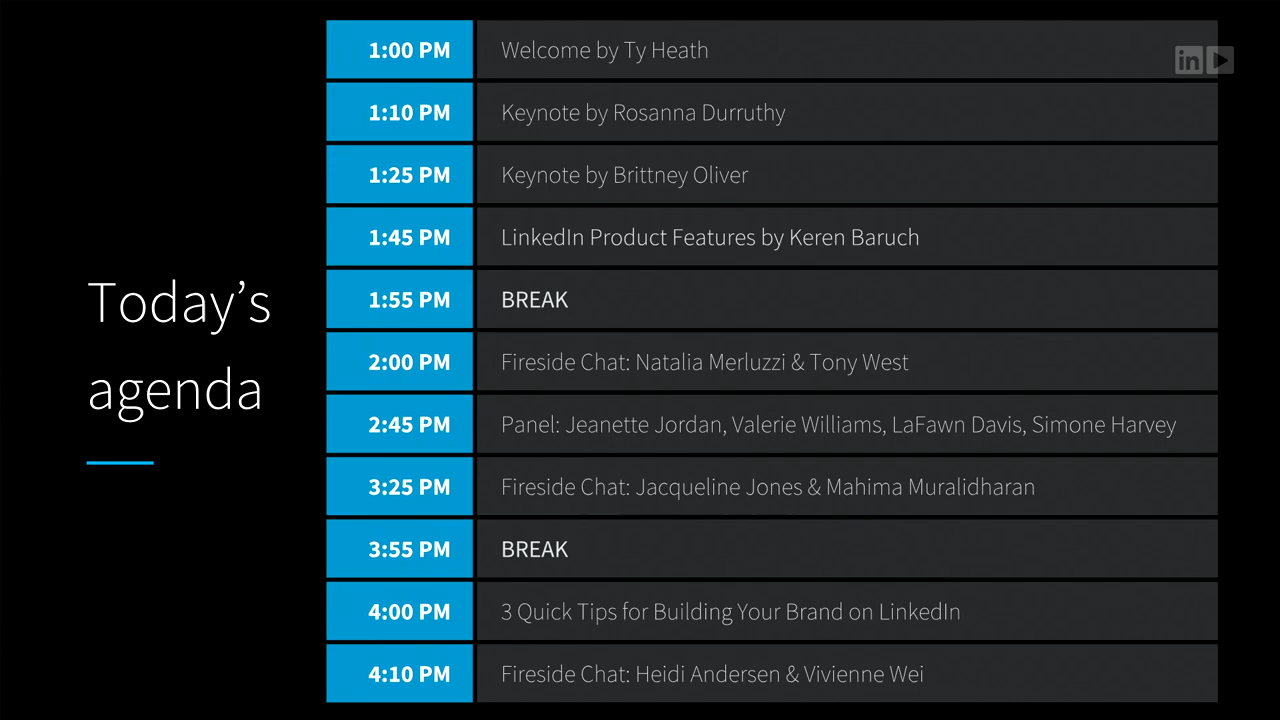 Today's
agenda
1:00 PM Welcome by Ty Heath
in
1:10 PM Keynote by Rosanna Durruthy
1:25 PM Keynote by Brittney Oliver
1:45 PM LinkedIn Product Features by Keren Baruch
1:55 PM BREAK
2:00 PM Fireside Chat: Natalia Merluzzi & Tony West
2:45 PM Panel: Jeanette Jordan, Valerie Williams, LaFawn Davis, Simone Harvey
3:25 PM Fireside Chat: Jacqueline Jones & Mahima Muralidharan
3:55 PM BREAK
4:00 PM 3 Quick Tips for Building Your Brand on LinkedIn
4:10 PM Fireside Chat: Heidi Andersen & Vivienne Wei